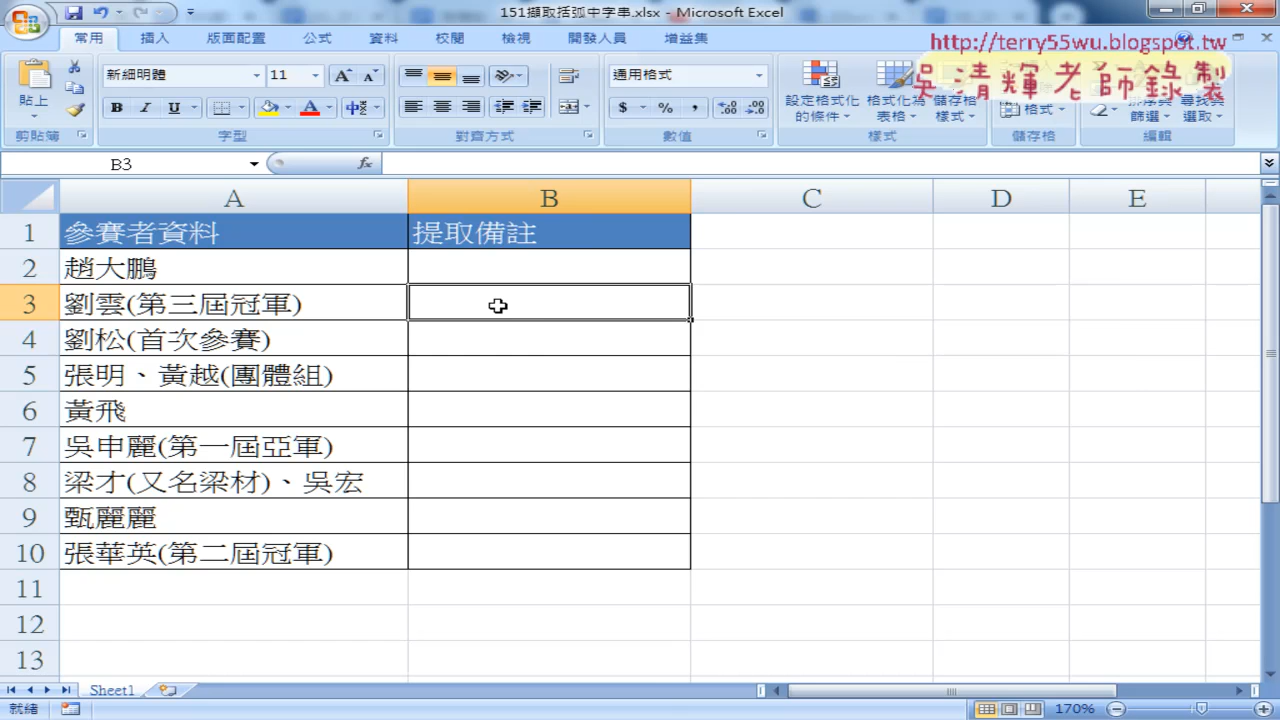 151擷取括弧中字串.xlsx - Microsoft Excel
常用 插入 版面配置 公式 資料 校閱 檢視 開發人員 增益集
http://terry55wu.blogspot.tw
吳清輝老師錄製
貼上
新細明體 11
B I U
通用格式
$ % ,
設定格式化的條件
格式化為表格
儲存格樣式
格式
篩選
選取
剪貼簿 字型 對齊方式 數值 樣式 儲存格 編輯
B3 fx
A B C D E
1 參賽者資料 提取備註
2 趙大鵬
3 劉雲(第三屆冠軍)
4 劉松(首次參賽)
5 張明、黃越(團體組)
6 黃飛
7 吳申麗(第一屆亞軍)
8 梁才(又名梁材)、吳宏
9 甄麗麗
10 張華英(第二屆冠軍)
11
12
13
Sheet1
就緒 170%